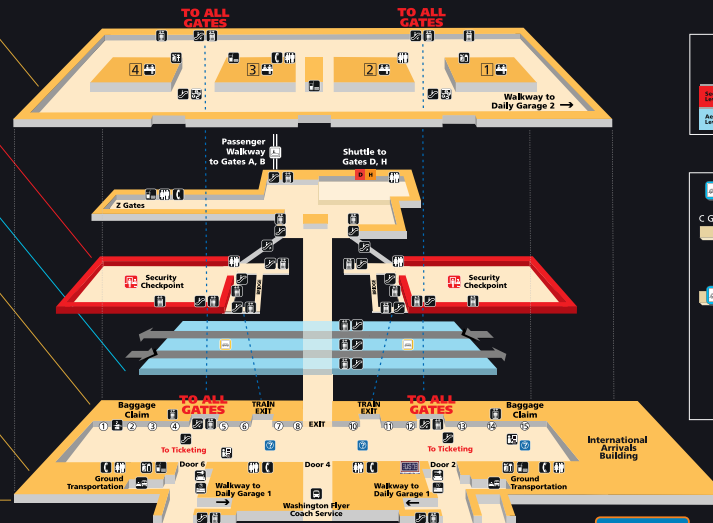 TO ALL
GATES
TO ALL
GATES
4
3
2
1
Walkway to
Daily Garage 2 →
Passenger
Walkway
to Gates A, B
Shuttle to
Gates D, H
D H
Z Gates
C G
Security
Checkpoint
Security
Checkpoint
BRIDGE
BRIDGE
TO ALL
GATES
TO ALL
GATES
Baggage
Claim
TRAIN
EXIT
EXIT
TRAIN
EXIT
Baggage
Claim
1 2 3 4 5 6 7 8 10 11 12 13 14 15
To Ticketing
To Ticketing
International
Arrivals
Building
Door 6
Door 4
Door 2
Ground
Transportation
Ground
Transportation
Walkway to
Daily Garage 1
Walkway to
Daily Garage 1
Washington Flyer
Coach Service